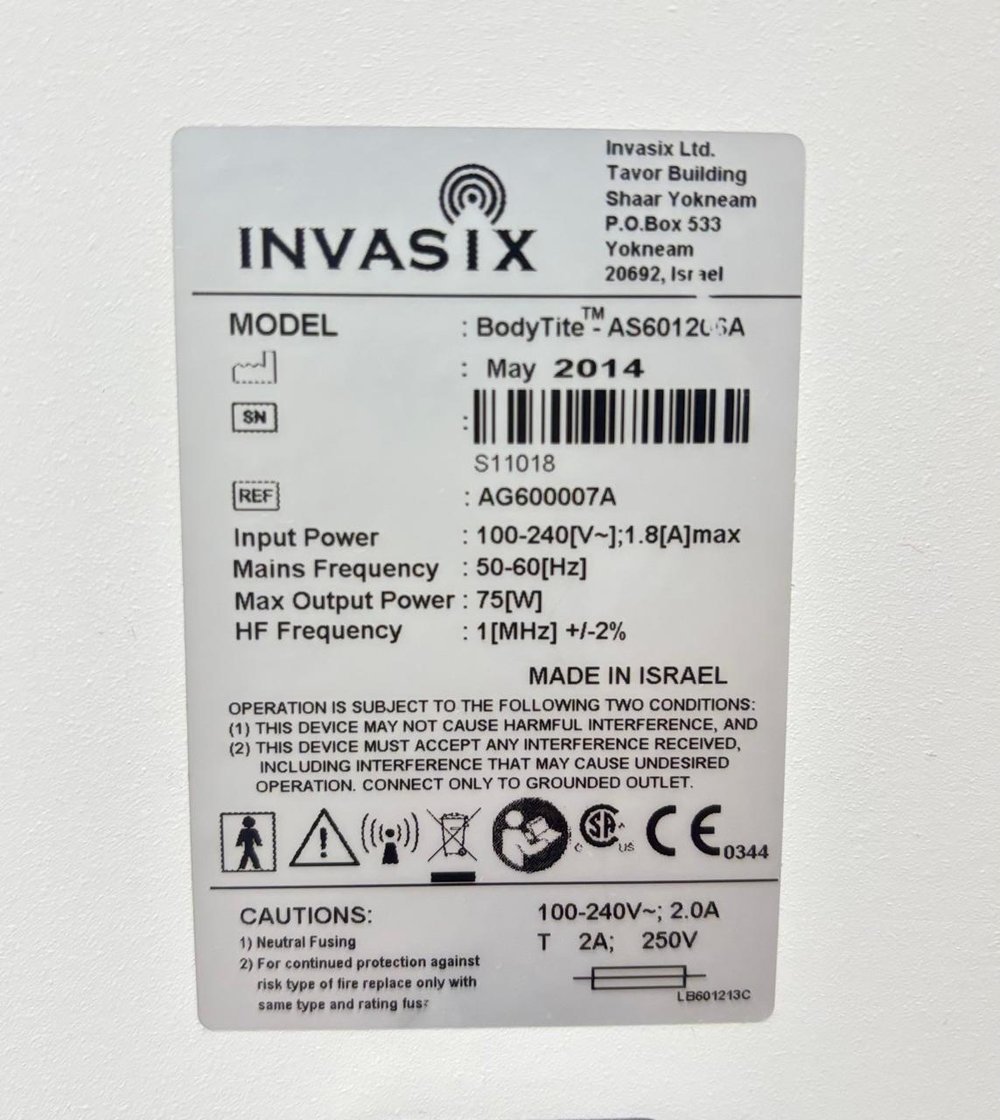 INVASIX
Invasix Ltd.
Tavor Building
Shaar Yokneam
P.O.Box 533
Yokneam
20692, Israel
MODEL : BodyTite™ -
: May 2014
SN :
S11018
REF : AG600007A
Input Power : 100-240[V~];1.8[A]max
Mains Frequency : 50-60[Hz]
Max Output Power : 75[W]
HF Frequency : 1[MHz] +/-2%
MADE IN ISRAEL
OPERATION IS SUBJECT TO THE FOLLOWING TWO CONDITIONS:
(1) THIS DEVICE MAY NOT CAUSE HARMFUL INTERFERENCE, AND
(2) THIS DEVICE MUST ACCEPT ANY INTERFERENCE RECEIVED,
INCLUDING INTERFERENCE THAT MAY CAUSE UNDESIRED
OPERATION. CONNECT ONLY TO GROUNDED OUTLET.
C SA US CE 0344
CAUTIONS:
1) Neutral Fusing
2) For continued protection against
risk type of fire replace only with
same type and rating fuse
100-240V~; 2.0A
T 2A; 250V
LB601213C